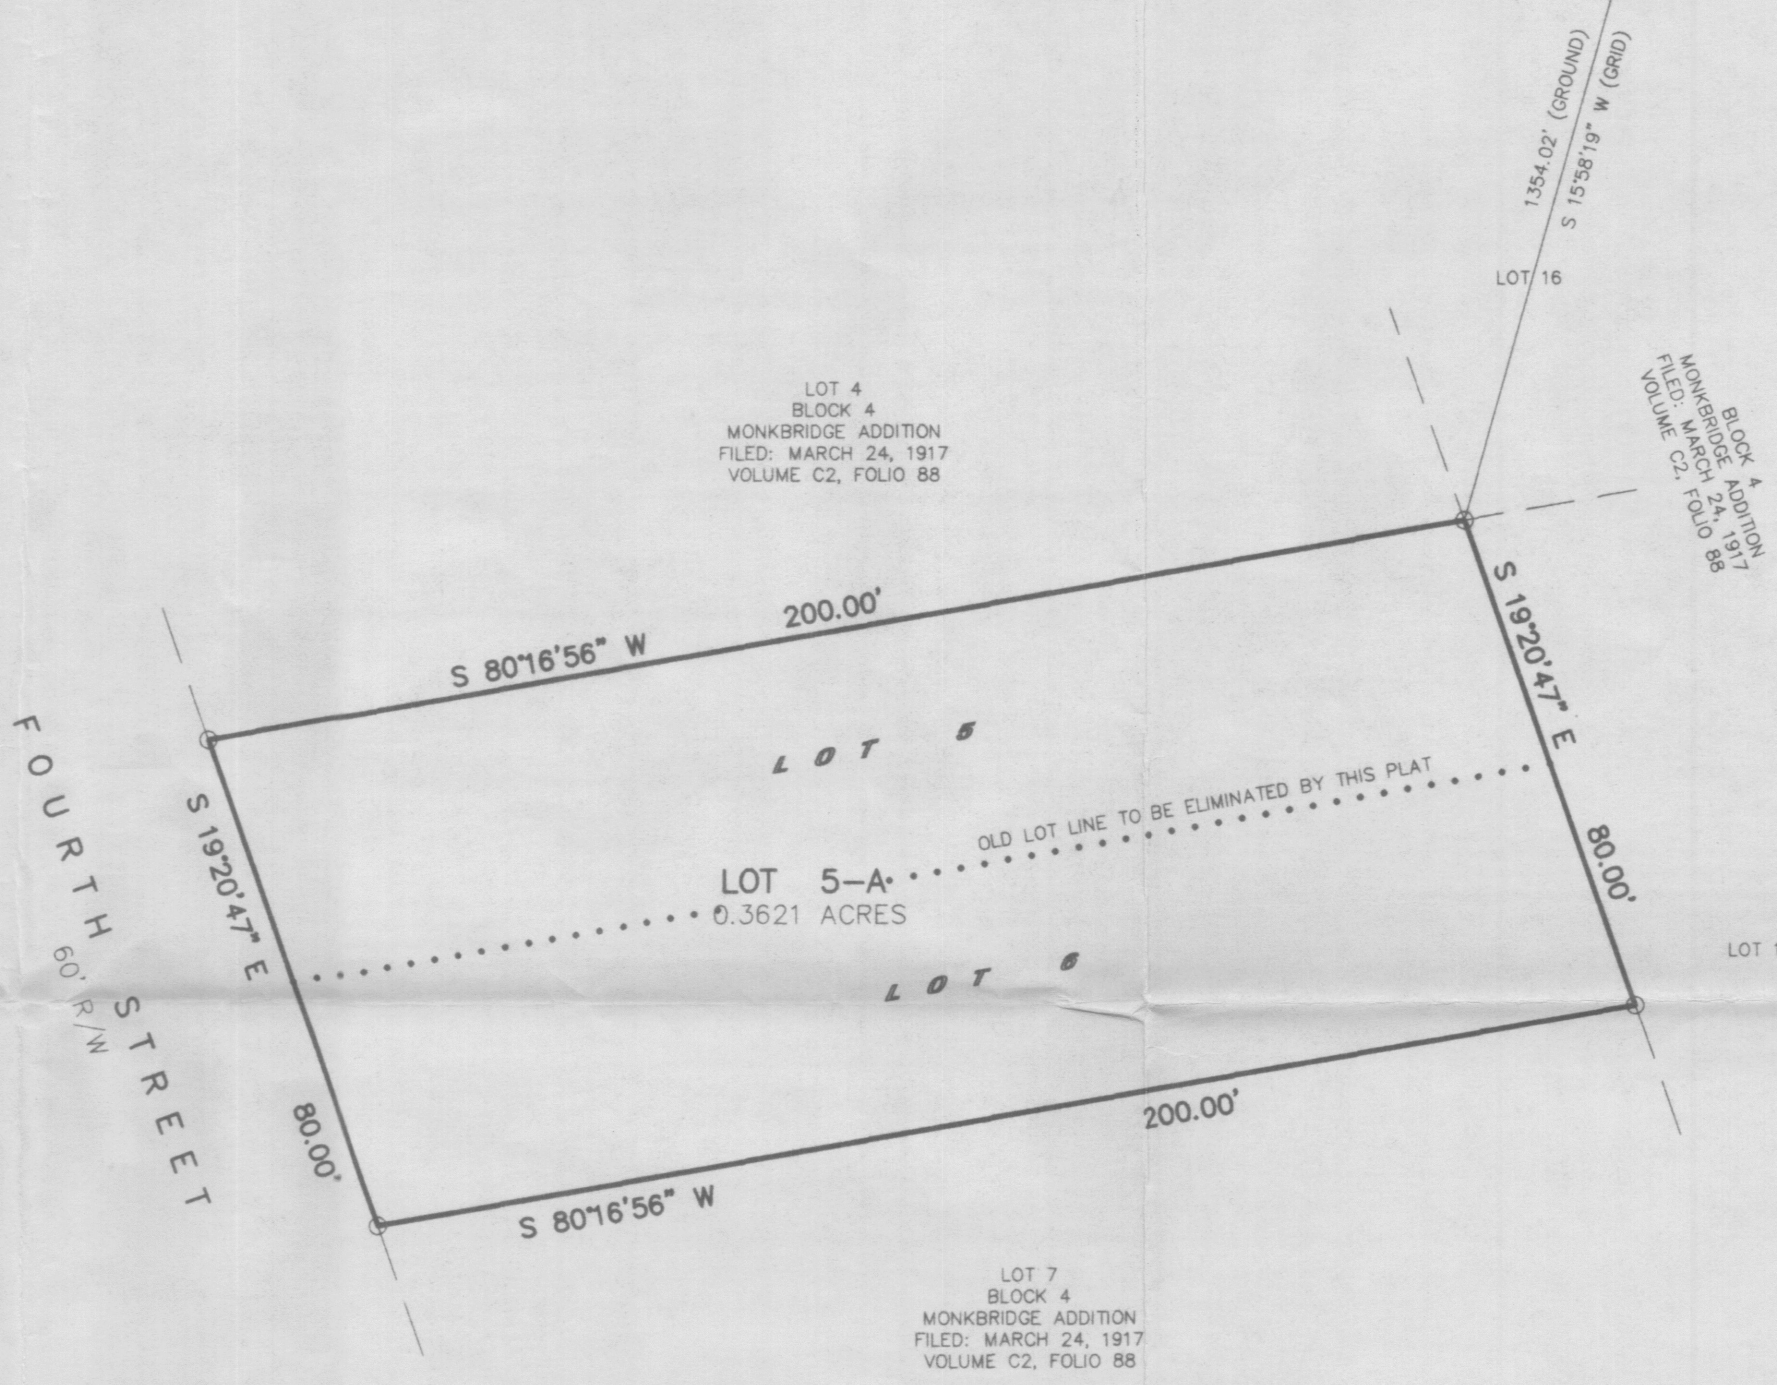 1354.02' (GROUND)
S 15°58'19" W (GRID)
LOT 16
LOT 4
BLOCK 4
MONKBRIDGE ADDITION
FILED: MARCH 24, 1917
VOLUME C2, FOLIO 88
BLOCK 4
MONKBRIDGE ADDITION
FILED: MARCH 24, 1917
VOLUME C2, FOLIO 88
200.00'
S 80°16'56" W
S 19°20'47" E
80.00'
LOT 5
OLD LOT LINE TO BE ELIMINATED BY THIS PLAT
LOT 5-A
0.3621 ACRES
LOT 6
FOURTH STREET
60' R/W
S 19°20'47" E
80.00'
LOT
200.00'
S 80°16'56" W
LOT 7
BLOCK 4
MONKBRIDGE ADDITION
FILED: MARCH 24, 1917
VOLUME C2, FOLIO 88